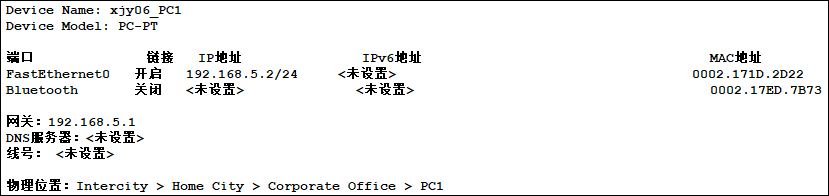 Device Name: xjy06_PC1
Device Model: PC-PT
端口 链接 IP地址 IPv6地址 MAC地址
FastEthernet0 开启 192.168.5.2/24 <未设置> 0002.171D.2D22
Bluetooth 关闭 <未设置> <未设置> 0002.17ED.7B73
网关：192.168.5.1
DNS服务器：<未设置>
线号： <未设置>
物理位置：Intercity > Home City > Corporate Office > PC1